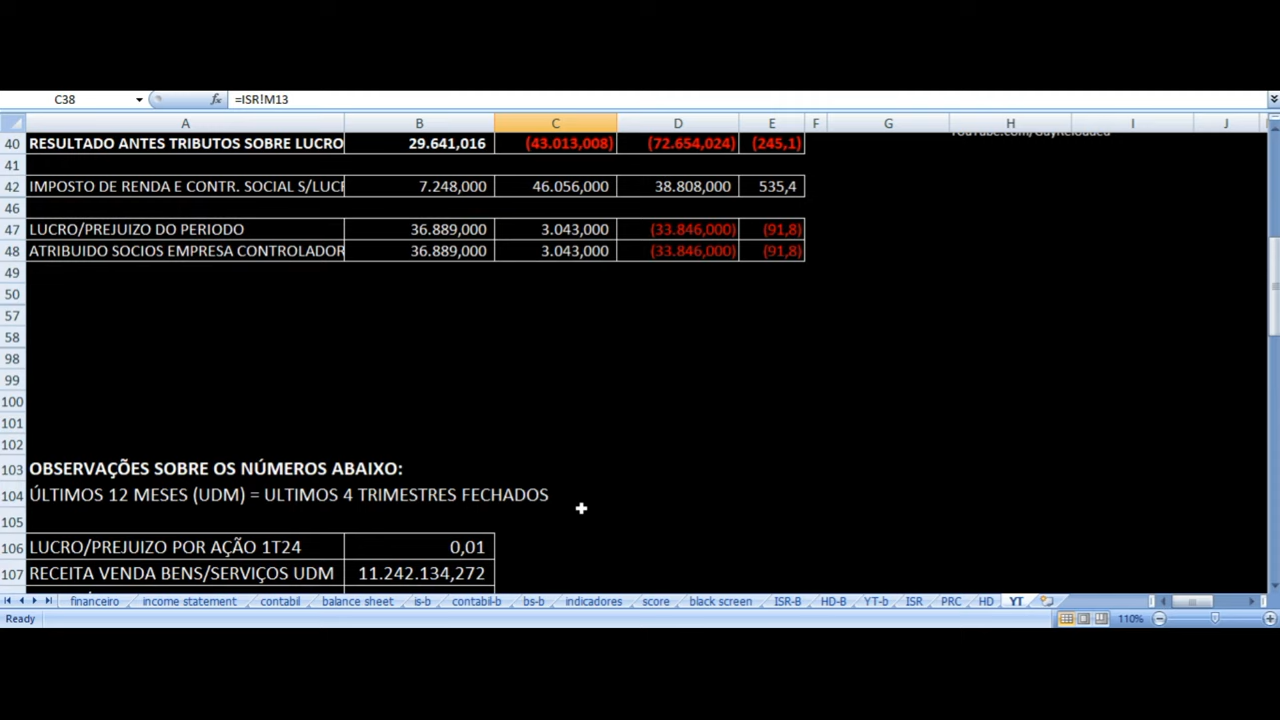 C38 fx =ISR!M13
A B C D E F G H I J
YouTube.com/GuyReloaded
40 RESULTADO ANTES TRIBUTOS SOBRE LUCRO 29.641,016 (43.013,008) (72.654,024) (245,1)
41
42 IMPOSTO DE RENDA E CONTR. SOCIAL S/LUCR 7.248,000 46.056,000 38.808,000 535,4
46
47 LUCRO/PREJUIZO DO PERIODO 36.889,000 3.043,000 (33.846,000) (91,8)
48 ATRIBUIDO SOCIOS EMPRESA CONTROLADOR 36.889,000 3.043,000 (33.846,000) (91,8)
49
50
57
58
98
99
100
101
102
103 OBSERVAÇÕES SOBRE OS NÚMEROS ABAIXO:
104 ÚLTIMOS 12 MESES (UDM) = ULTIMOS 4 TRIMESTRES FECHADOS
105
106 LUCRO/PREJUIZO POR AÇÃO 1T24 0,01
107 RECEITA VENDA BENS/SERVIÇOS UDM 11.242.134,272
financeiro income statement contabil balance sheet is-b contabil-b bs-b indicadores score black screen ISR-B HD-B YT-b ISR PRC HD YT
Ready 110%